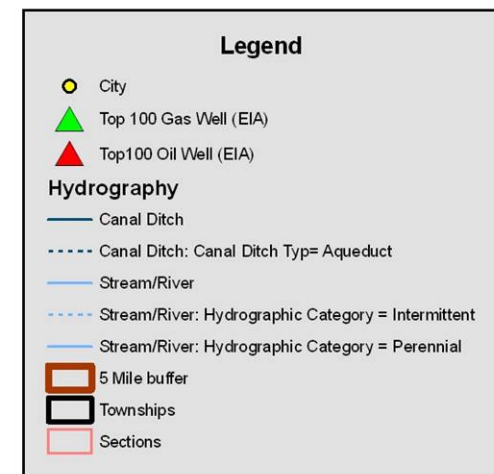 Legend
City
Top 100 Gas Well (EIA)
Top100 Oil Well (EIA)
Hydrography
Canal Ditch
Canal Ditch: Canal Ditch Typ= Aqueduct
Stream/River
Stream/River: Hydrographic Category = Intermittent
Stream/River: Hydrographic Category = Perennial
5 Mile buffer
Townships
Sections